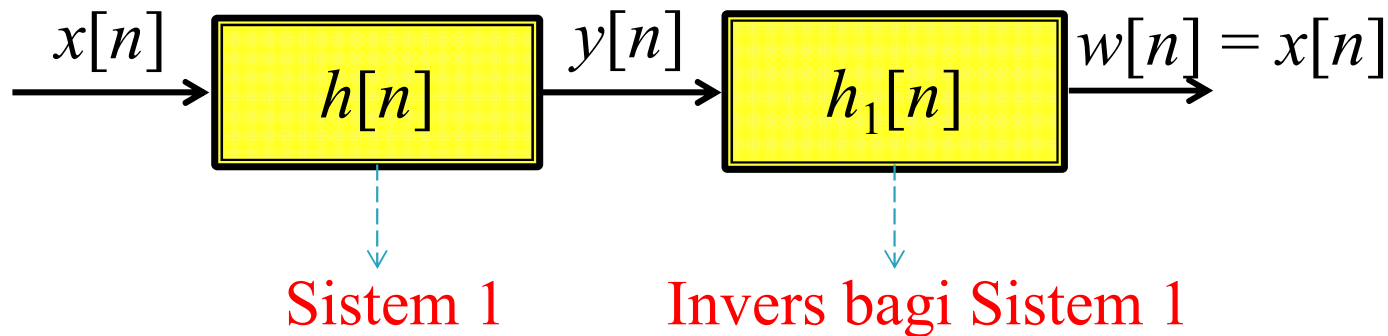 x[n] h[n] y[n] h₁[n] w[n] = x[n]
Sistem 1 Invers bagi Sistem 1